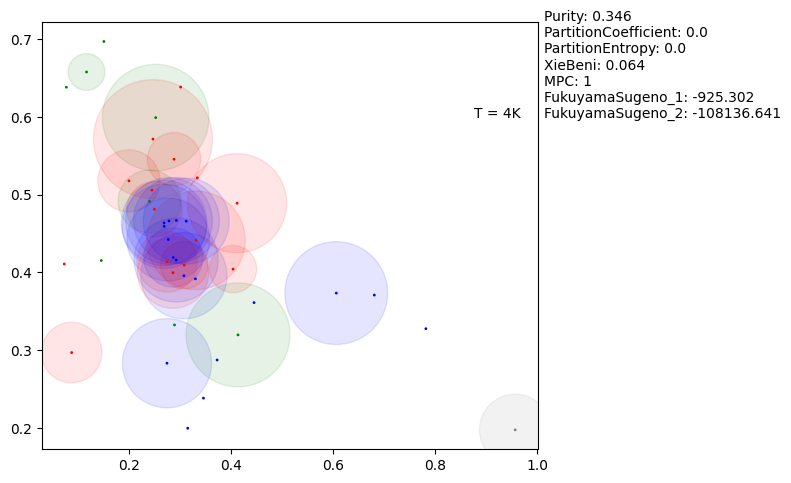 Purity: 0.346
PartitionCoefficient: 0.0
PartitionEntropy: 0.0
XieBeni: 0.064
MPC: 1
FukuyamaSugeno_1: -925.302
FukuyamaSugeno_2: -108136.641
T = 4K
0.7
0.6
0.5
0.4
0.3
0.2
0.2 0.4 0.6 0.8 1.0